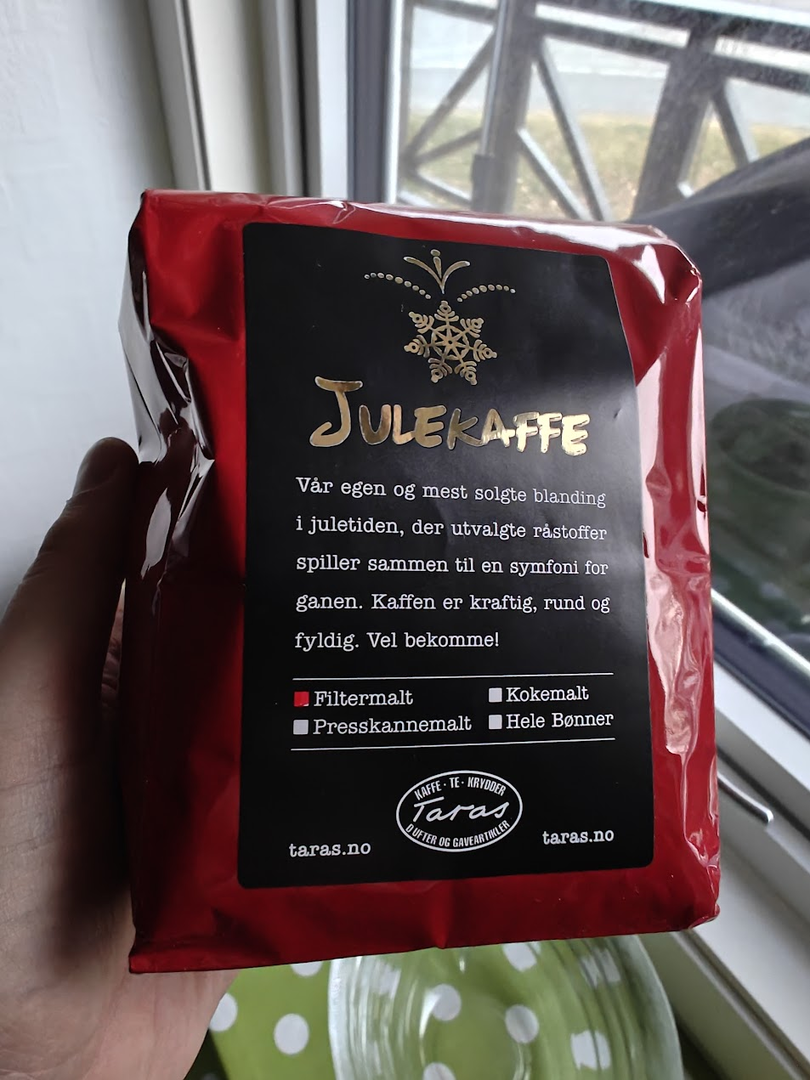 JULEKAFFE
Vår egen og mest solgte blanding
i juletiden, der utvalgte råstoffer
spiller sammen til en symfoni for
ganen. Kaffen er kraftig, rund og
fyldig. Vel bekomme!
Filtermalt
Kokemalt
Presskannemalt
Hele Bønner
KAFFE · TE · KRYDDER
Taras
DUFTER OG GAVEARTIKLER
taras.no
taras.no